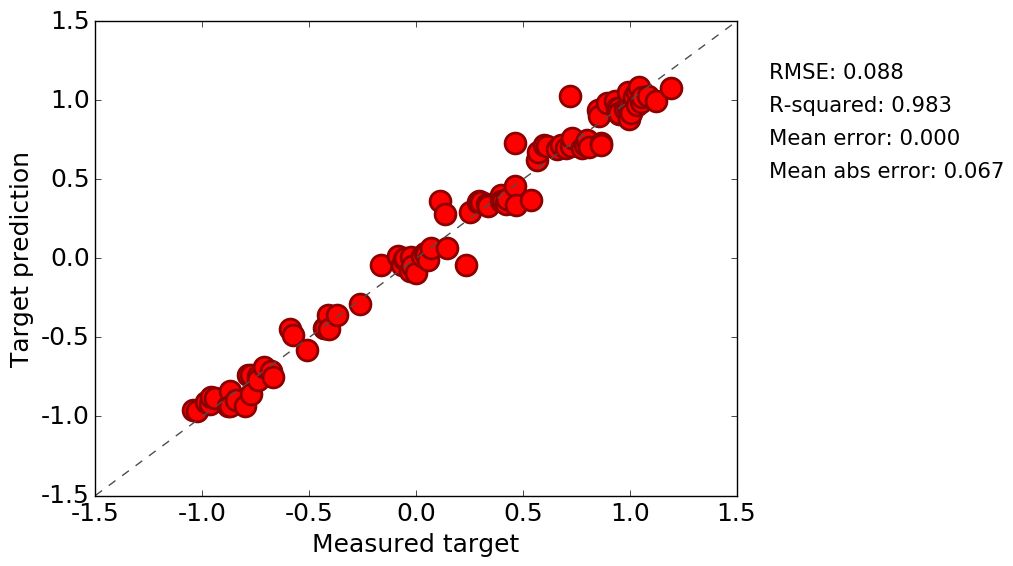 1.5
1.0
0.5
0.0
-0.5
-1.0
-1.5
-1.5 -1.0 -0.5 0.0 0.5 1.0 1.5
Target prediction
Measured target
RMSE: 0.088
R-squared: 0.983
Mean error: 0.000
Mean abs error: 0.067